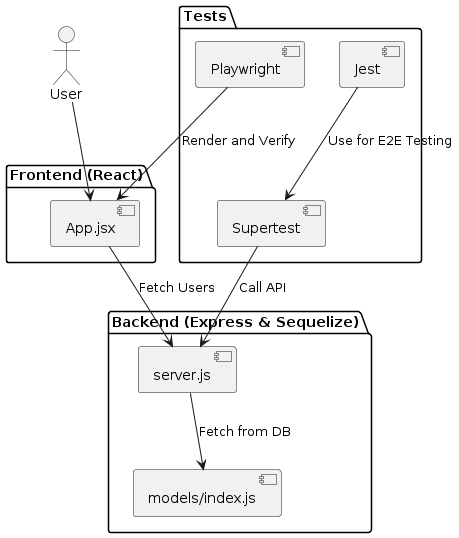 Tests
Playwright
Jest
User
Render and Verify
Use for E2E Testing
Frontend (React)
App.jsx
Supertest
Fetch Users
Call API
Backend (Express & Sequelize)
server.js
Fetch from DB
models/index.js